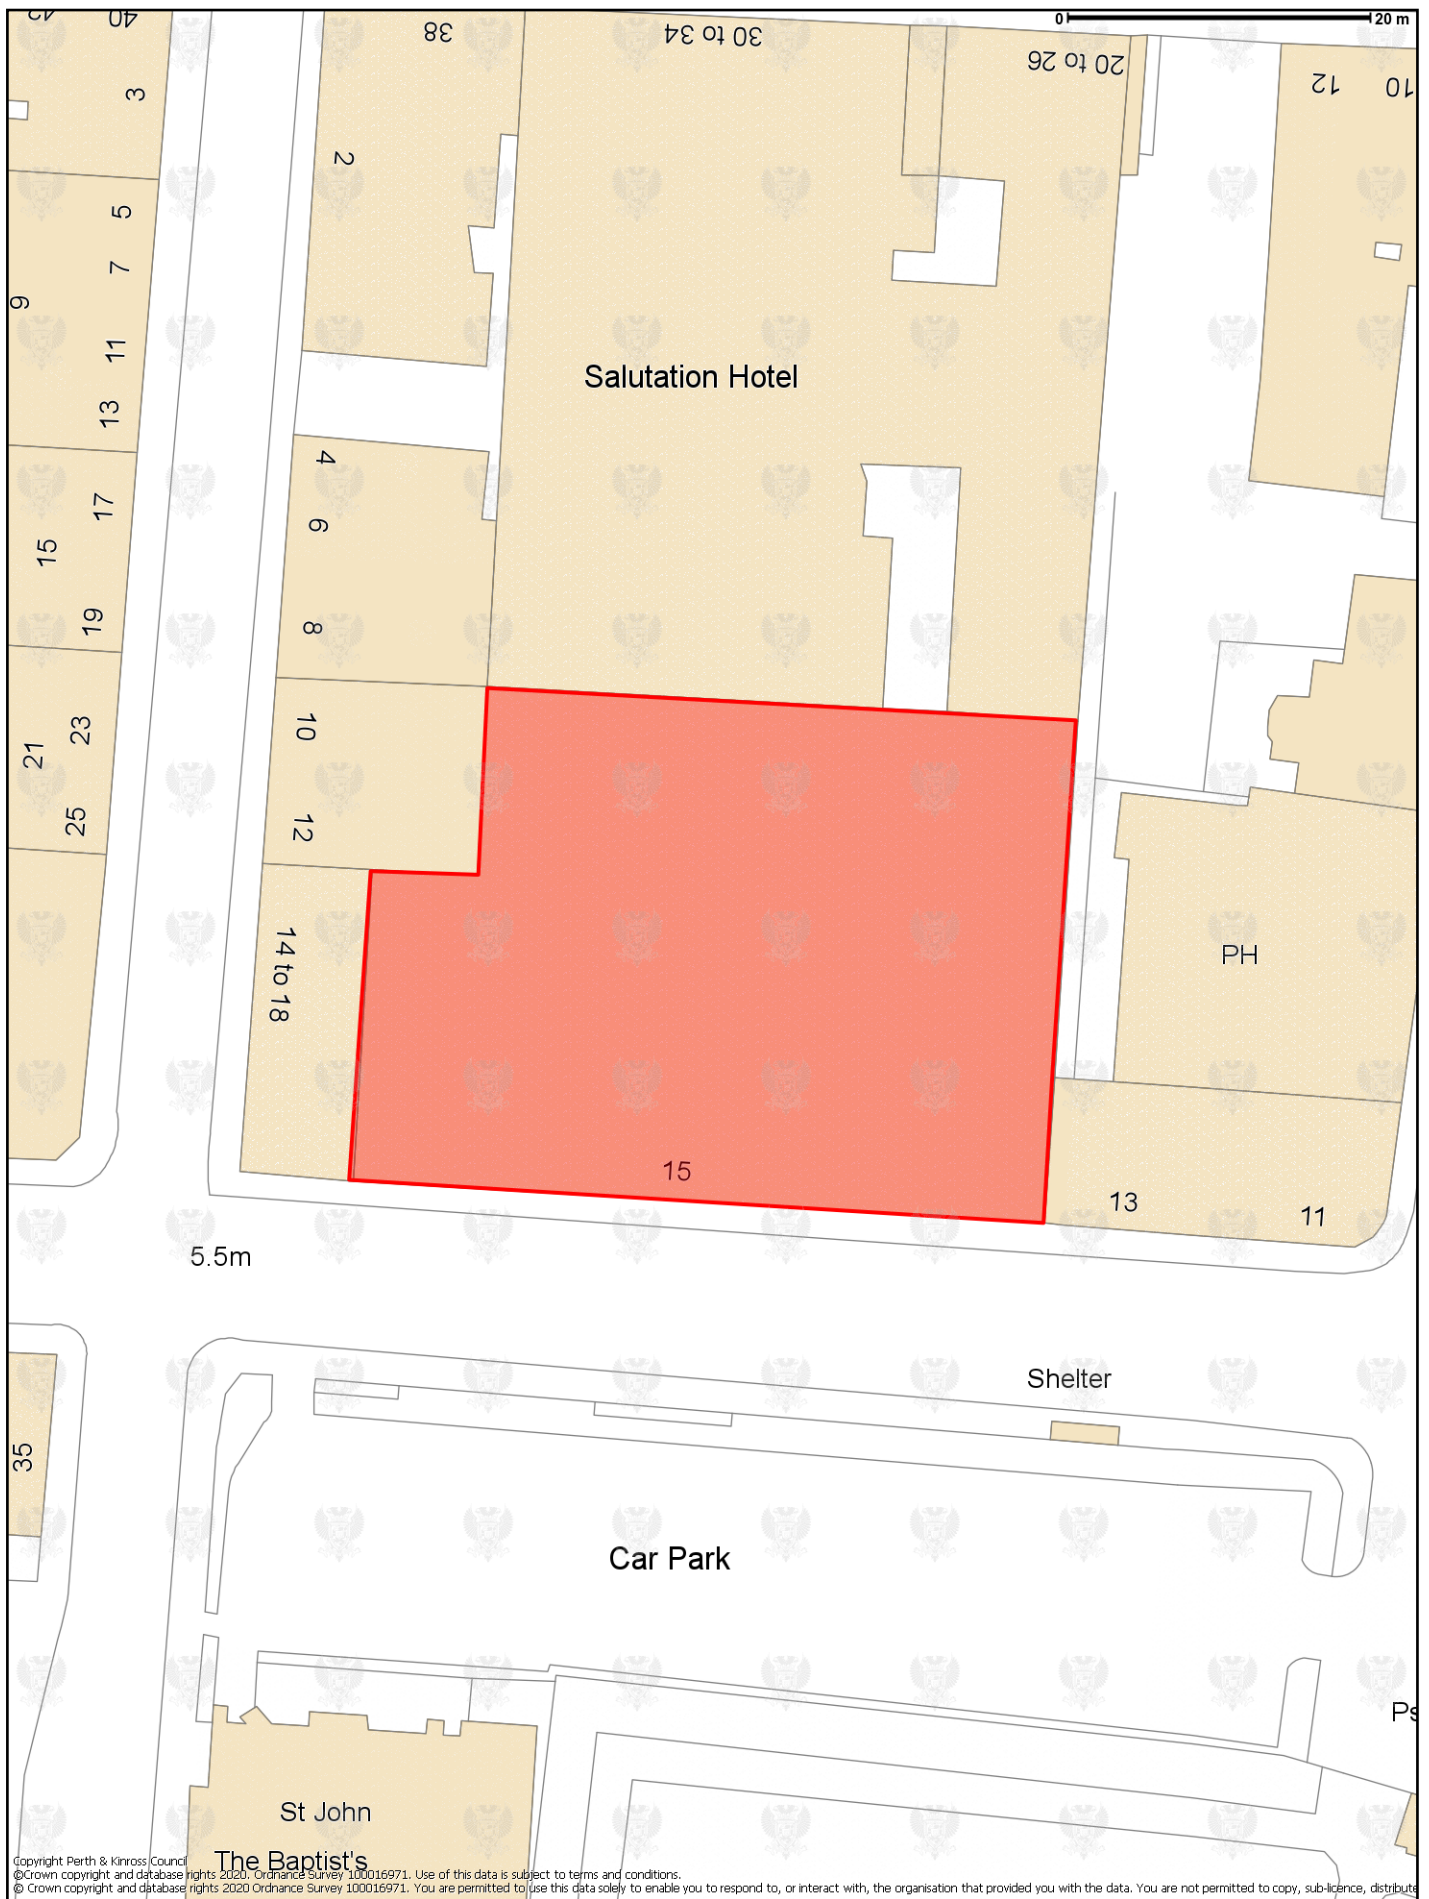 0 20 m
42 40 38 30 to 34 20 to 26 12 10
3
2
5
7
9
11
Salutation Hotel
13
4
17
6
15
19
8
10
23
21
12
25
14 to 18
PH
15
13
11
5.5m
Shelter
35
Car Park
St John
The Baptist's
Copyright Perth & Kinross Council
©Crown copyright and database rights 2020. Ordnance Survey 100016971. Use of this data is subject to terms and conditions.
© Crown copyright and database rights 2020 Ordnance Survey 100016971. You are permitted to use this data solely to enable you to respond to, or interact with, the organisation that provided you with the data. You are not permitted to copy, sub-licence, distribute